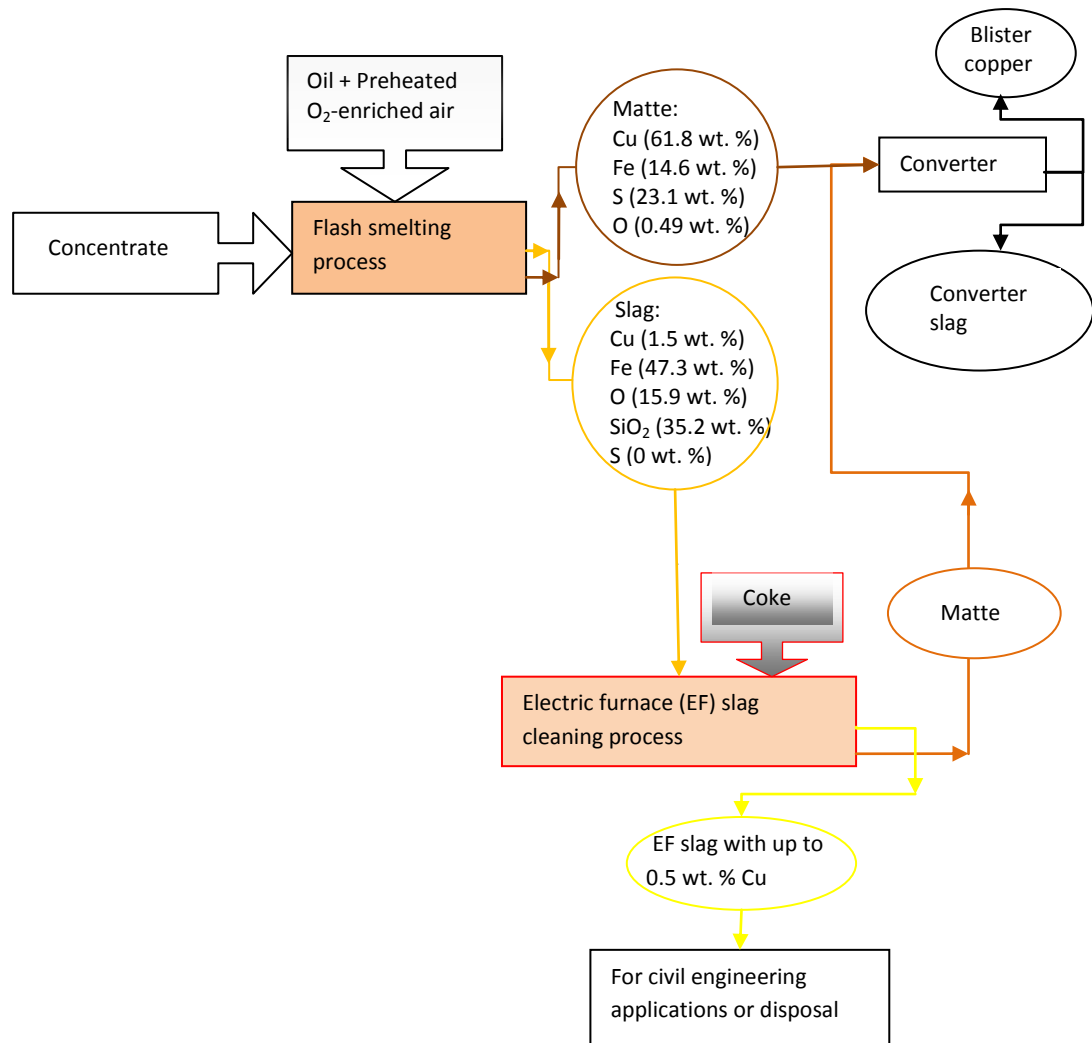 Blister
copper
Oil + Preheated
O₂-enriched air
Matte:
Cu (61.8 wt. %)
Fe (14.6 wt. %)
S (23.1 wt. %)
O (0.49 wt. %)
Converter
Concentrate
Flash smelting
process
Converter
slag
Slag:
Cu (1.5 wt. %)
Fe (47.3 wt. %)
O (15.9 wt. %)
SiO₂ (35.2 wt. %)
S (0 wt. %)
Coke
Matte
Electric furnace (EF) slag
cleaning process
EF slag with up to
0.5 wt. % Cu
For civil engineering
applications or disposal